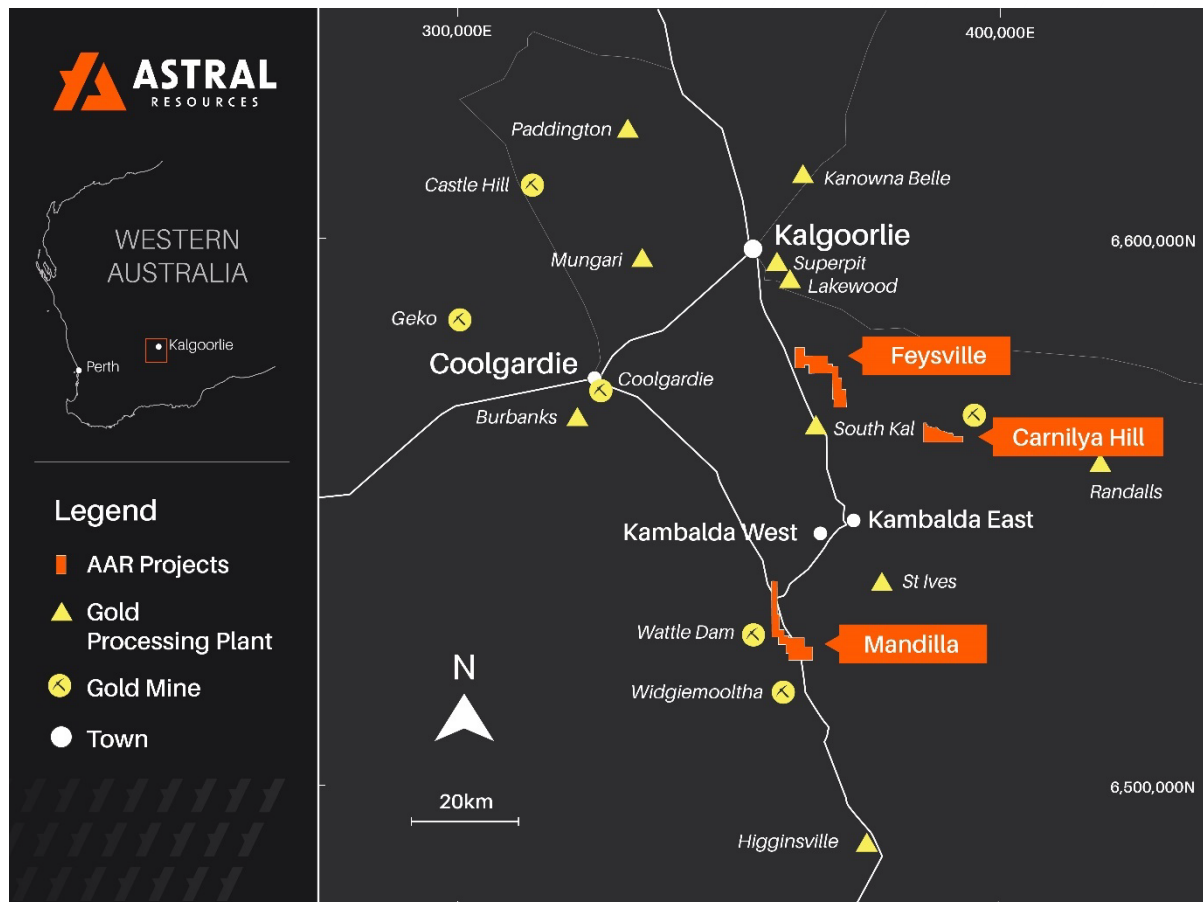 ASTRAL
RESOURCES
WESTERN
AUSTRALIA
Kalgoorlie
Perth
Legend
AAR Projects
Gold
Processing Plant
Gold Mine
Town
300,000E
400,000E
Paddington
Castle Hill
Kanowna Belle
Kalgoorlie
6,600,000N
Mungari
Superpit
Lakewood
Geko
Feysville
Coolgardie
Coolgardie
Burbanks
South Kal
Carnilya Hill
Randalls
Kambalda West
Kambalda East
St Ives
Wattle Dam
Mandilla
N
Widgiemooltha
20km
6,500,000N
Higginsville